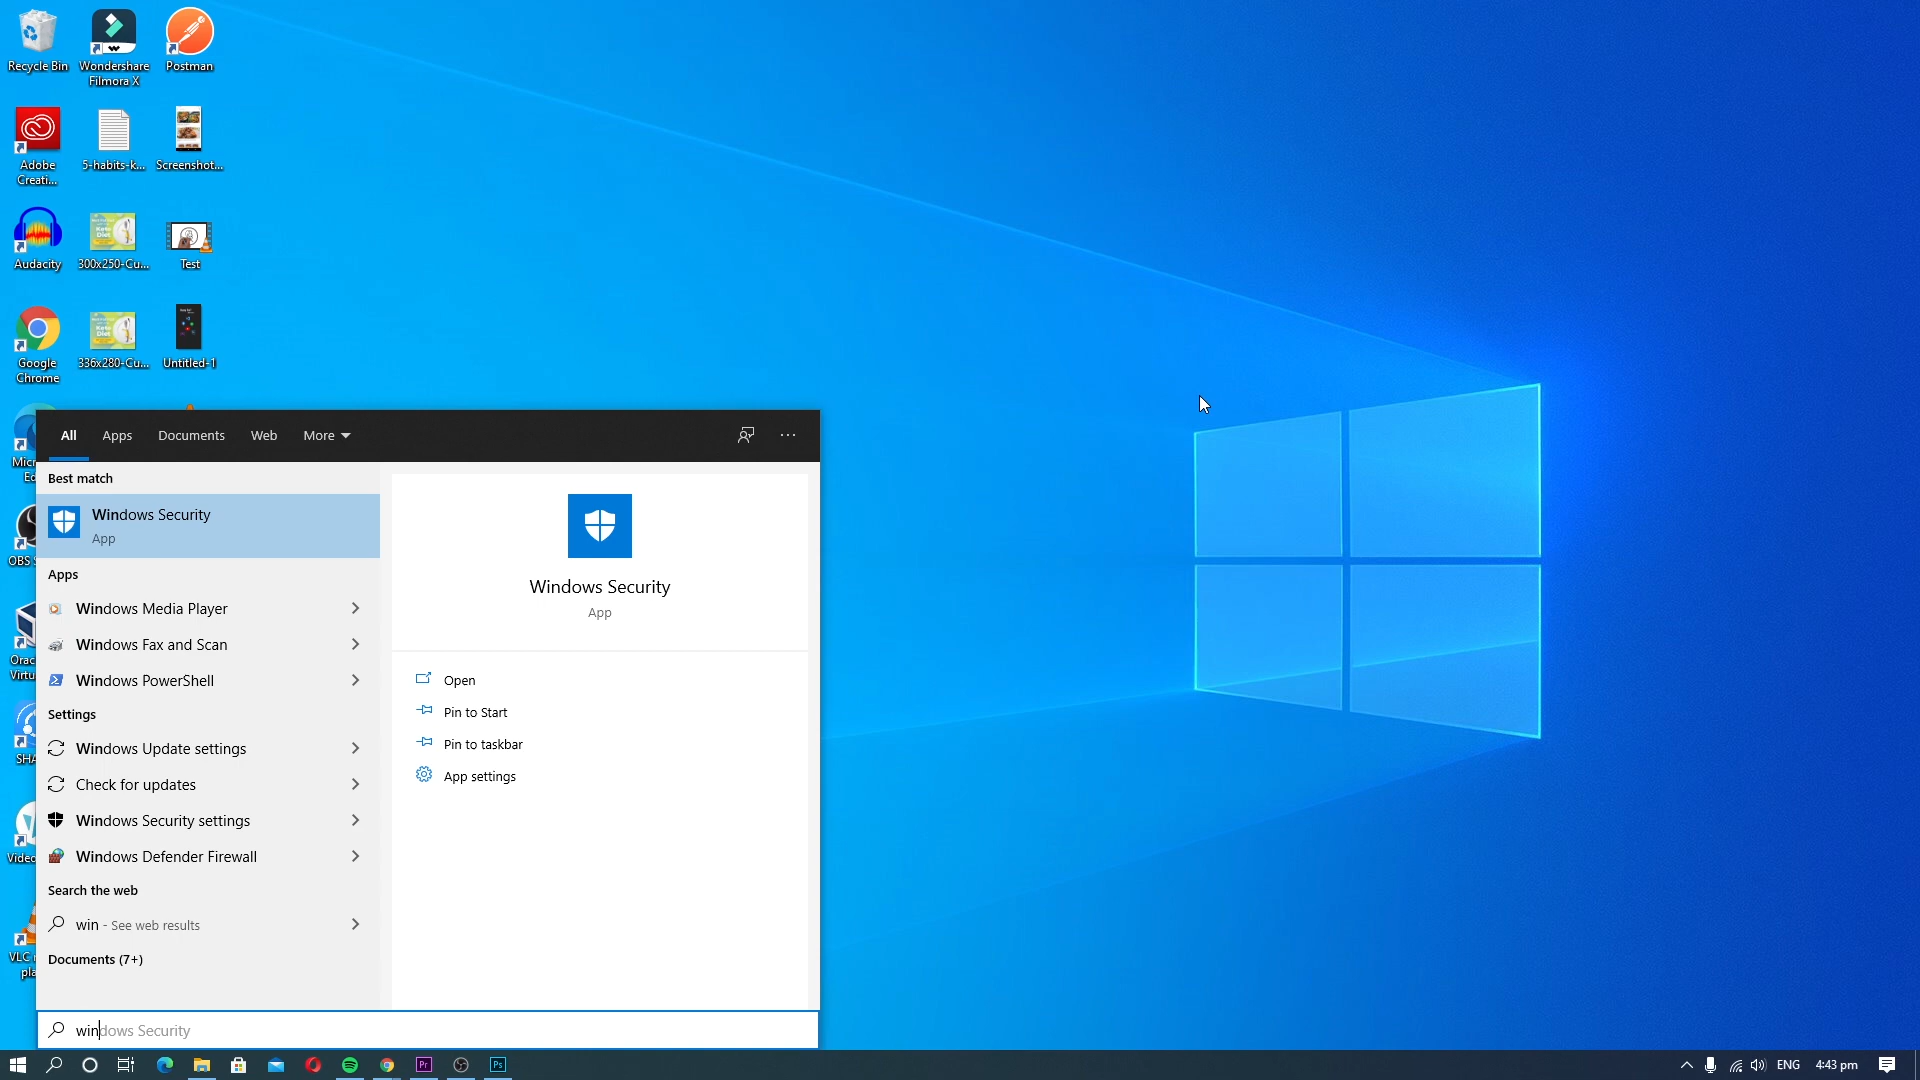 Recycle Bin
Wondershare
Filmora X
Postman
Adobe
Creati...
5-habits-k...
Screenshot...
Audacity
300x250-Cu...
Test
Google
Chrome
336x280-Cu...
Untitled-1
All
Apps
Documents
Web
More
Best match
Windows Security
App
Apps
Windows Media Player
Windows Fax and Scan
Windows PowerShell
Settings
Windows Update settings
Check for updates
Windows Security settings
Windows Defender Firewall
Search the web
win - See web results
Documents (7+)
Windows Security
App
Open
Pin to Start
Pin to taskbar
App settings
windows Security
OBS
VLC
Pr
Ps
ENG
4:43 pm